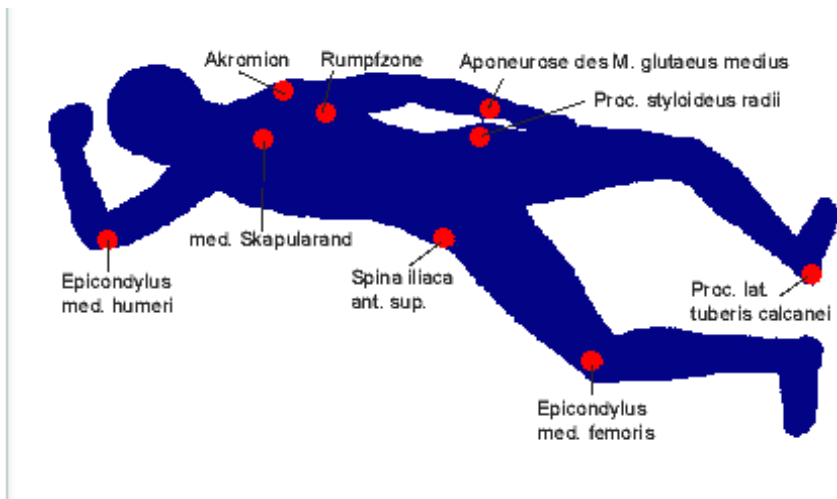 Akromion
Rumpfzone
Aponeurose des M. glutaeus medius
Proc. styloideus radii
med. Skapularand
Epicondylus
med. humeri
Spina iliaca
ant. sup.
Proc. lat.
tuberis calcanei
Epicondylus
med. femoris